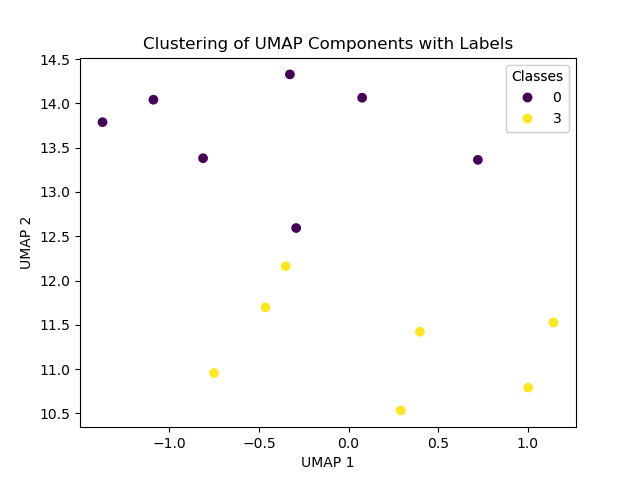 Clustering of UMAP Components with Labels
Classes
0
3
UMAP 2
14.5
14.0
13.5
13.0
12.5
12.0
11.5
11.0
10.5
−1.0 −0.5 0.0 0.5 1.0
UMAP 1